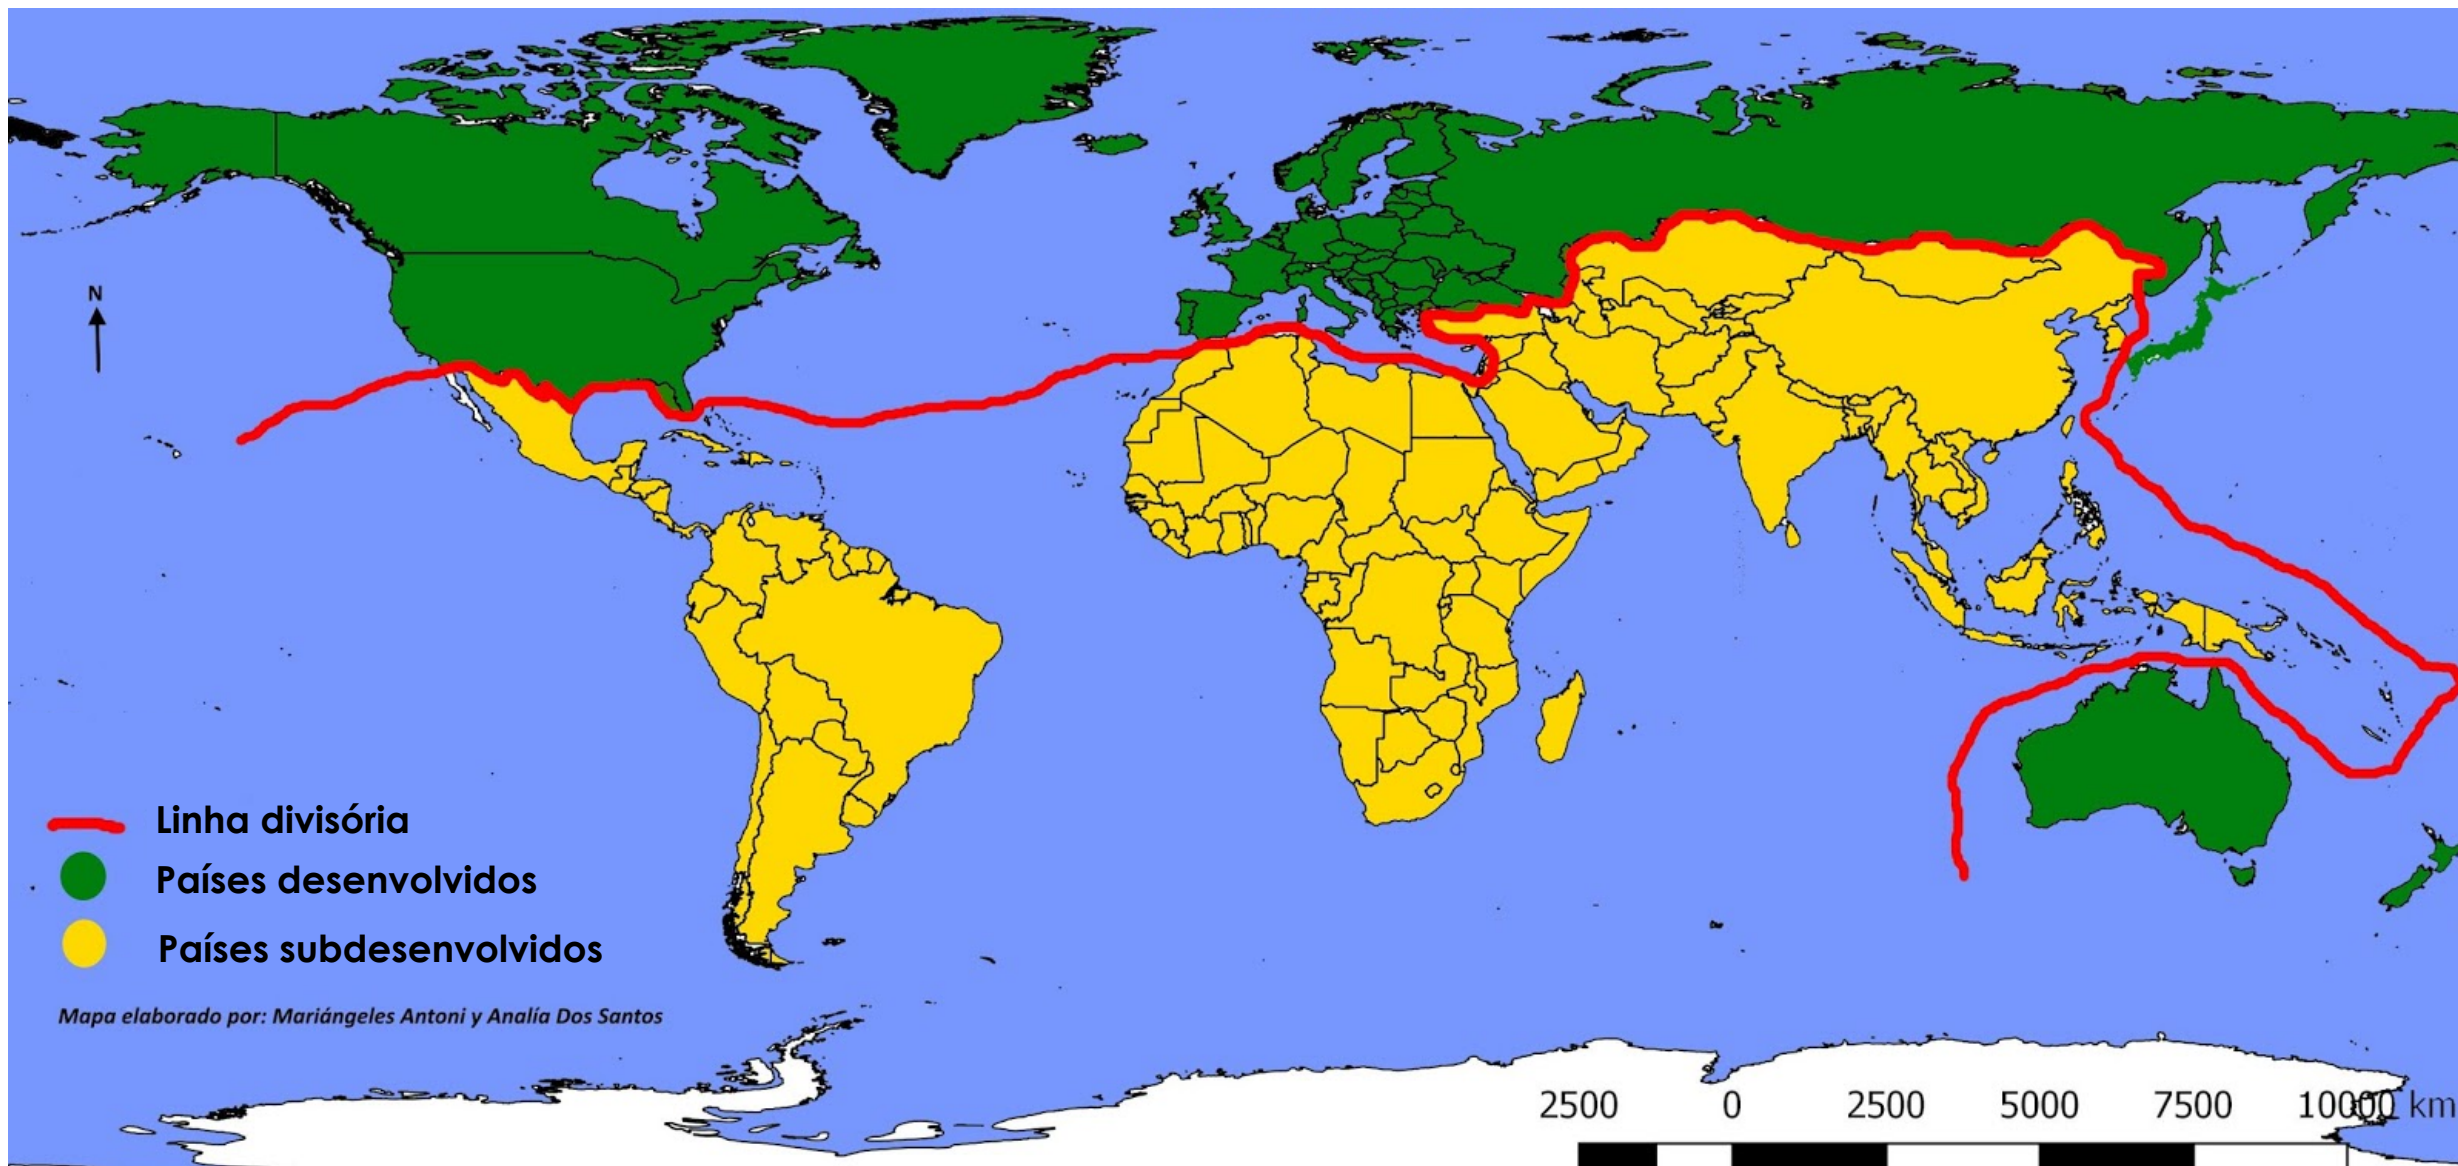 N
Linha divisória
Países desenvolvidos
Países subdesenvolvidos
Mapa elaborado por: Mariángeles Antoni y Analía Dos Santos
2500 0 2500 5000 7500 10000 km